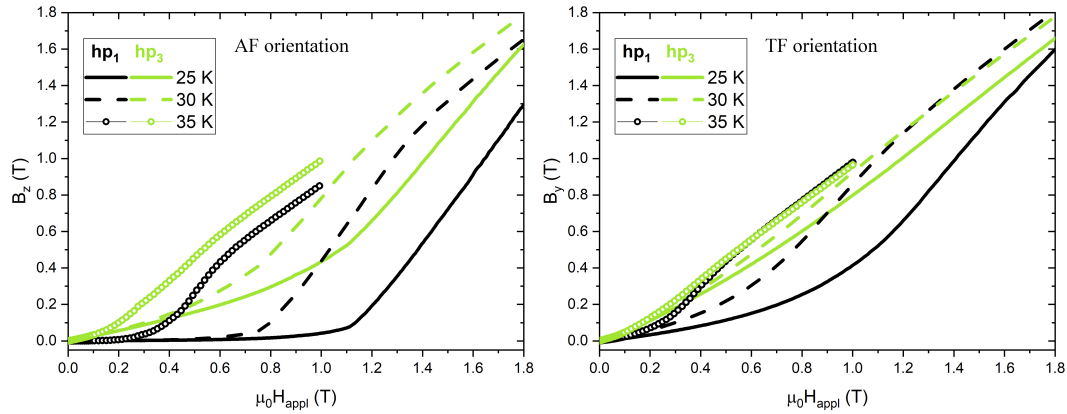 AF orientation
hp1 hp3
25 K
30 K
35 K
1.8
1.6
1.4
1.2
1.0
0.8
0.6
0.4
0.2
0.0
Bz (T)
0.0 0.2 0.4 0.6 0.8 1.0 1.2 1.4 1.6 1.8
μ0Happl (T)
TF orientation
hp1 hp3
25 K
30 K
35 K
1.8
1.6
1.4
1.2
1.0
0.8
0.6
0.4
0.2
0.0
By (T)
0.0 0.2 0.4 0.6 0.8 1.0 1.2 1.4 1.6 1.8
μ0Happl (T)